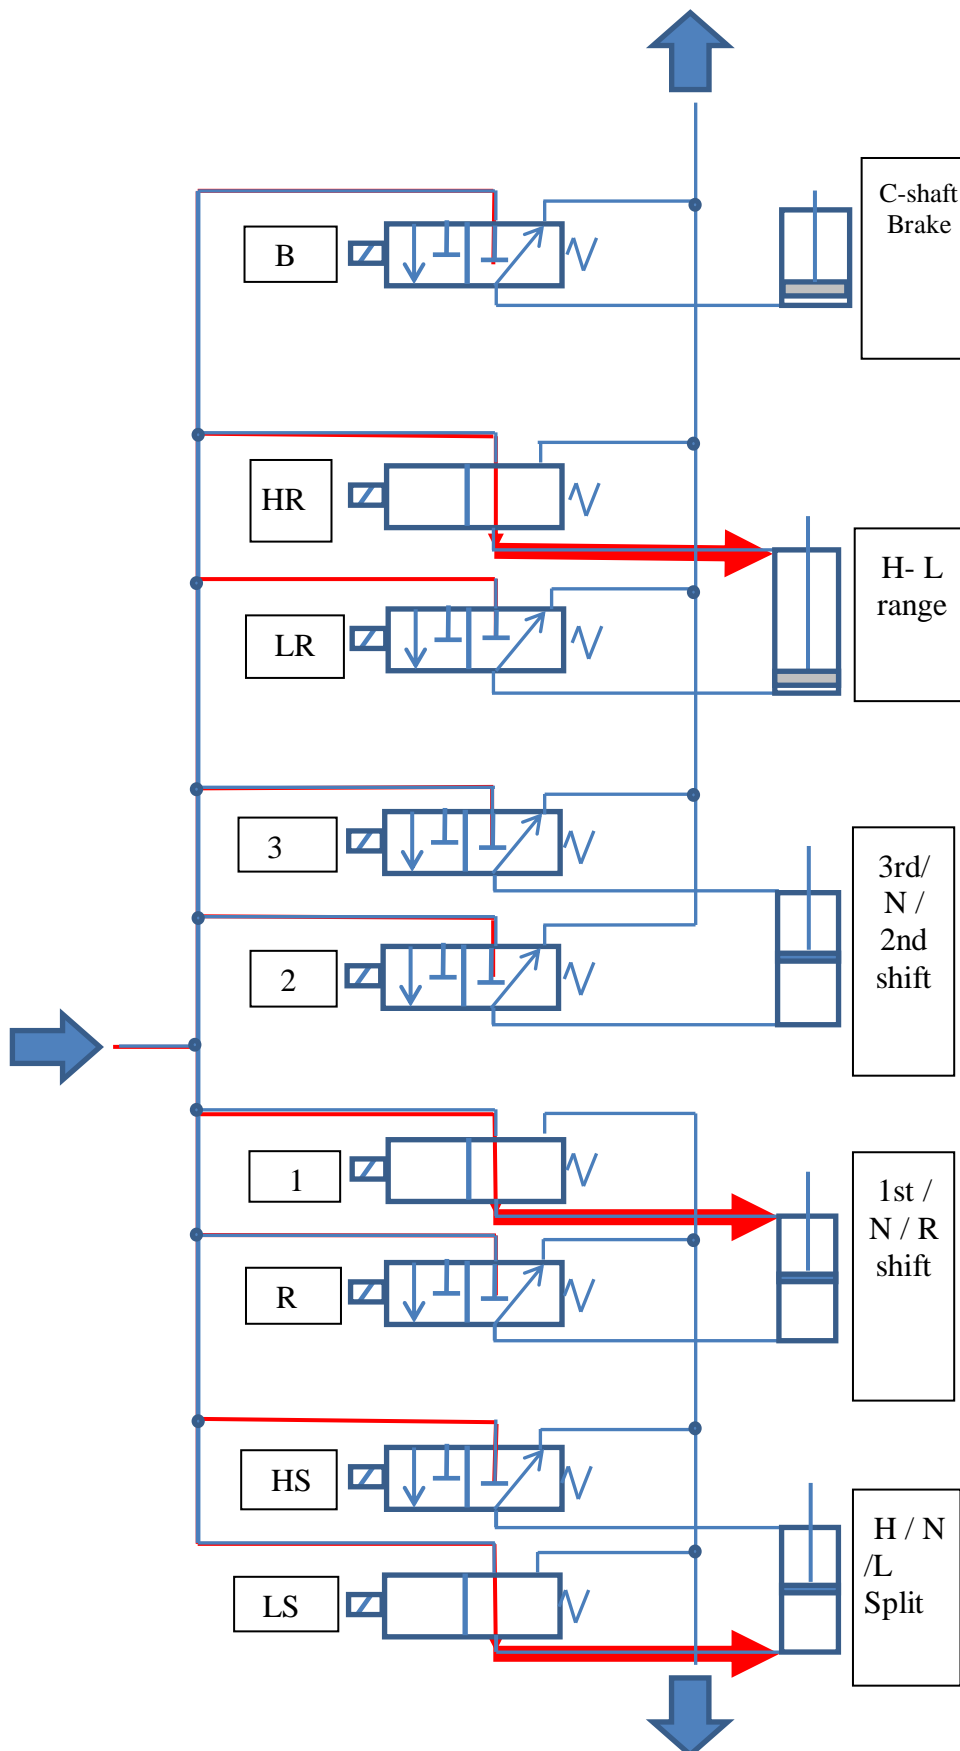 C-shaft
Brake
B
HR
H- L
range
LR
3
3rd/
N /
2nd
shift
2
1
1st /
N / R
shift
R
HS
H / N
/L
Split
LS